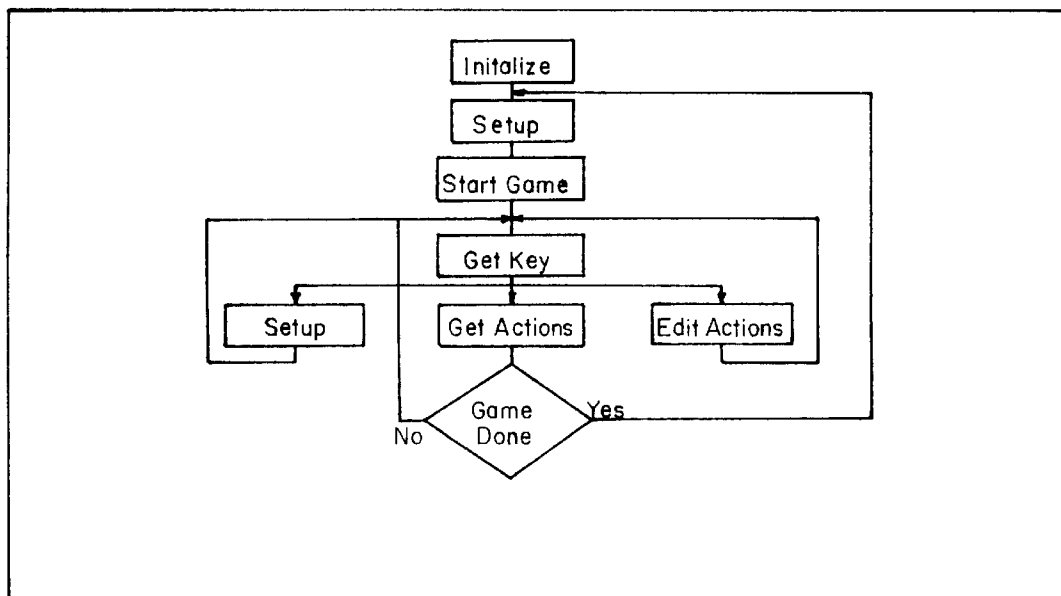 Initalize
Setup
Start Game
Get Key
Setup
Get Actions
Edit Actions
Game
Done
Yes
No